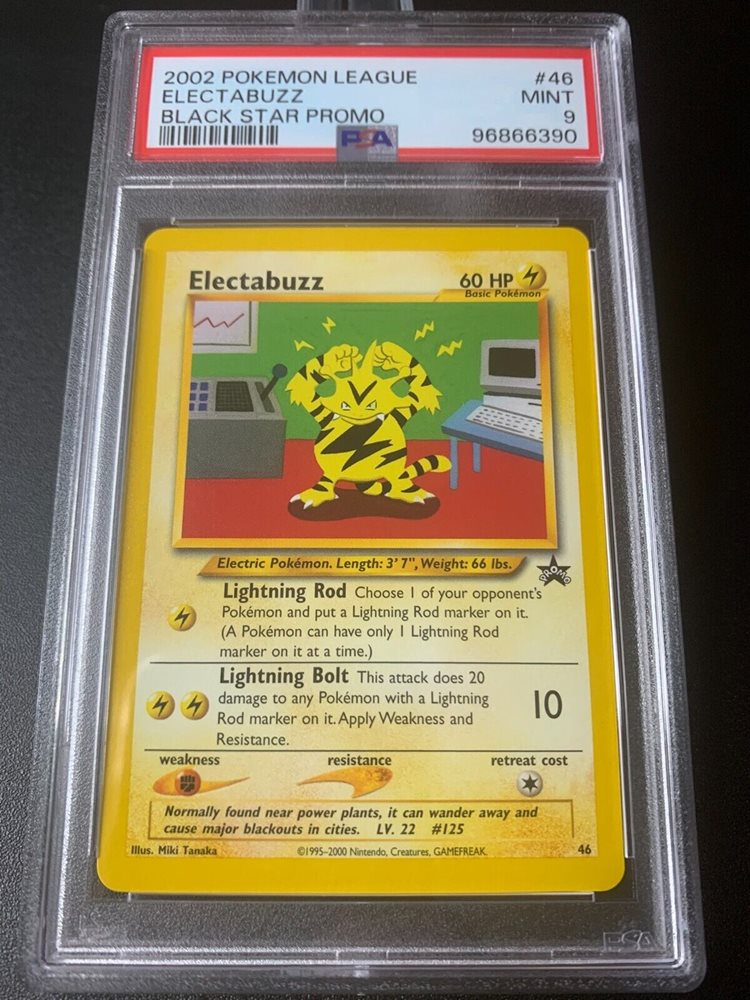 2002 POKEMON LEAGUE #46
ELECTABUZZ MINT
BLACK STAR PROMO 9
PSA 96866390
Electabuzz 60 HP
Basic Pokémon
Electric Pokémon. Length: 3' 7", Weight: 66 lbs.
PROMO
Lightning Rod Choose 1 of your opponent's
Pokémon and put a Lightning Rod marker on it.
(A Pokémon can have only 1 Lightning Rod
marker on it at a time.)
Lightning Bolt This attack does 20
damage to any Pokémon with a Lightning
Rod marker on it. Apply Weakness and
Resistance.
10
weakness resistance retreat cost
Normally found near power plants, it can wander away and
cause major blackouts in cities. LV. 22 #125
Illus. Miki Tanaka ©1995-2000 Nintendo, Creatures, GAMEFREAK. 46
PSA